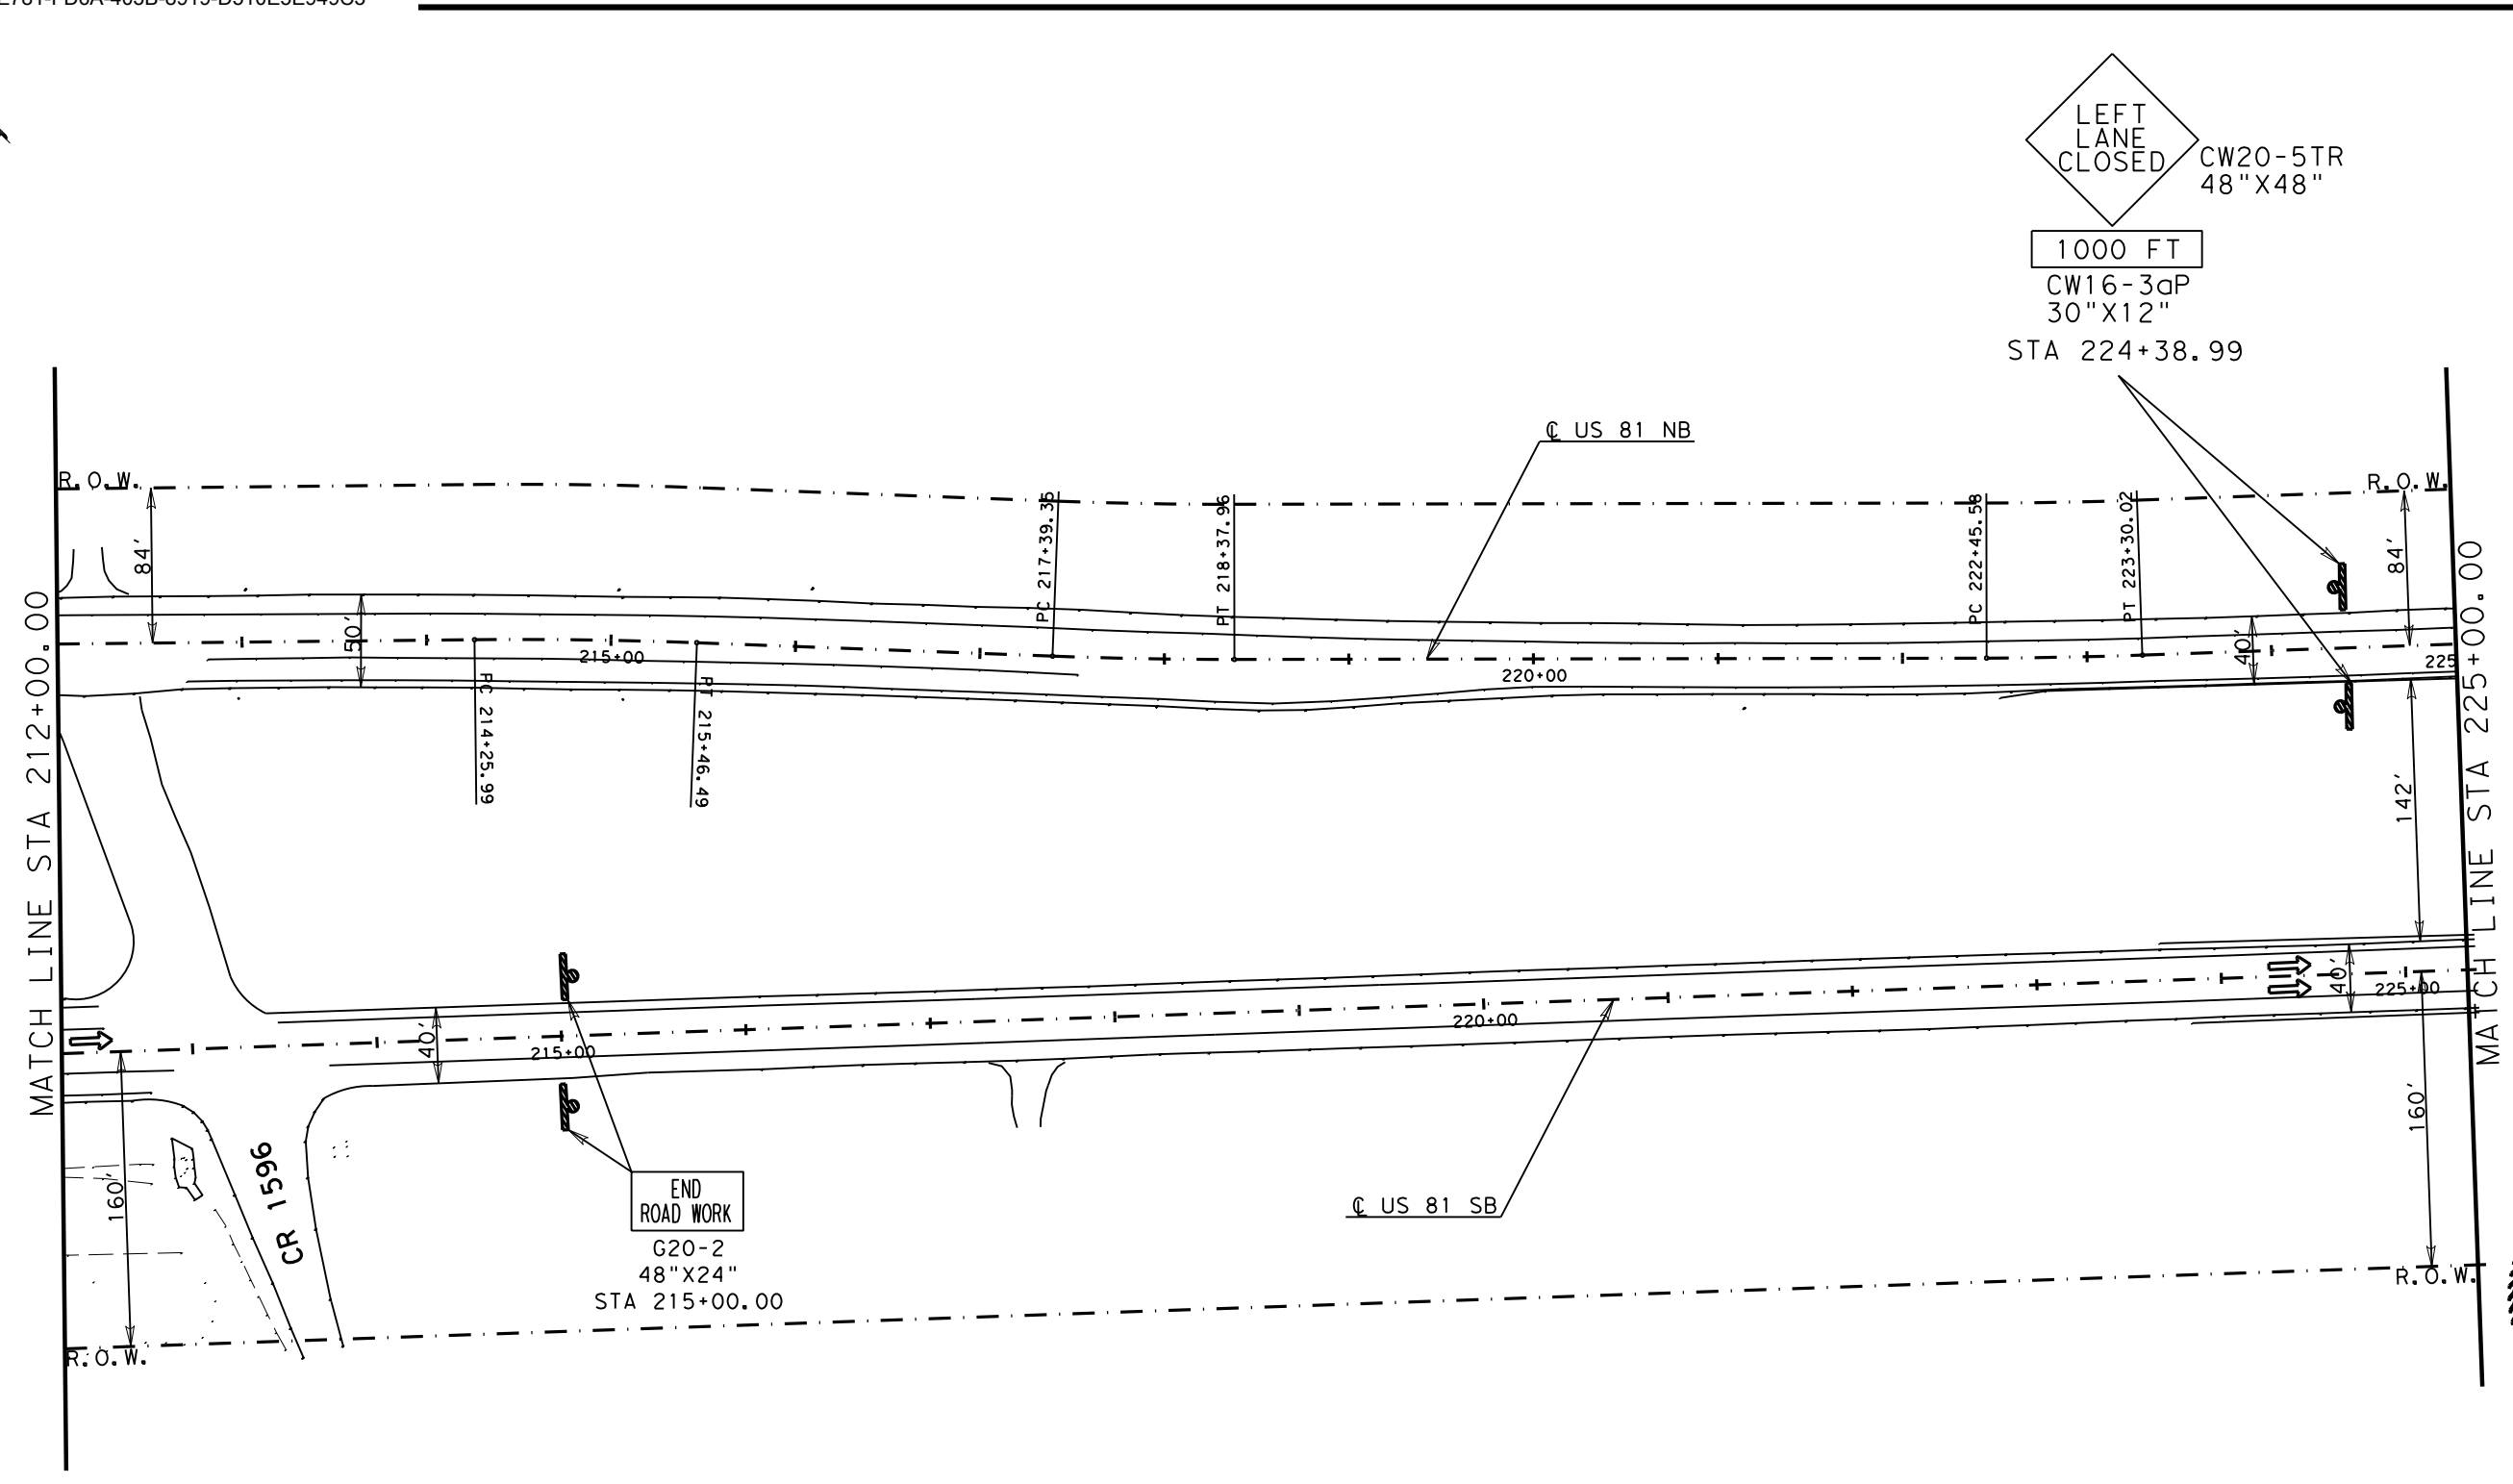 LEFT
LANE
CLOSED
CW20-5TR
48"X48"
1000 FT
CW16-3aP
30"X12"
STA 224+38.99
℄ US 81 NB
R.O.W.
R.O.W.
84'
84'
PC 217+39.35
PT 218+37.96
PC 222+45.58
PT 223+30.02
50'
40'
215+00
220+00
225
PC 214+25.99
PT 215+46.49
MATCH LINE STA 212+00.00
MATCH LINE STA 225+00.00
142'
40'
40'
215+00
220+00
225+00
160'
160'
CR 1596
END
ROAD WORK
G20-2
48"X24"
STA 215+00.00
℄ US 81 SB
R.O.W.
R.O.W.